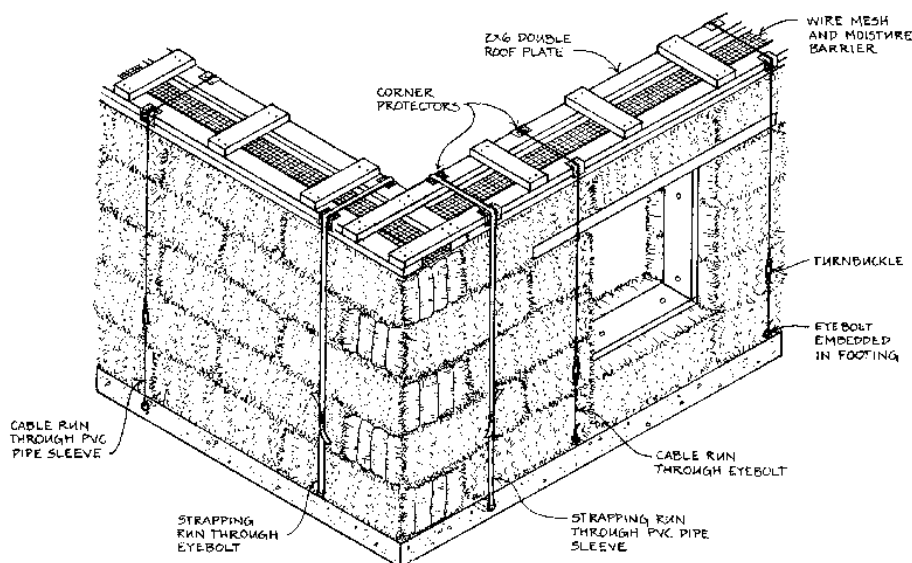 2X6 DOUBLE
ROOF PLATE
WIRE MESH
AND MOISTURE
BARRIER
CORNER
PROTECTORS
TURNBUCKLE
EYEBOLT
EMBEDDED
IN FOOTING
CABLE RUN
THROUGH PVC
PIPE SLEEVE
CABLE RUN
THROUGH EYEBOLT
STRAPPING
RUN THROUGH
EYEBOLT
STRAPPING RUN
THROUGH PVC PIPE
SLEEVE